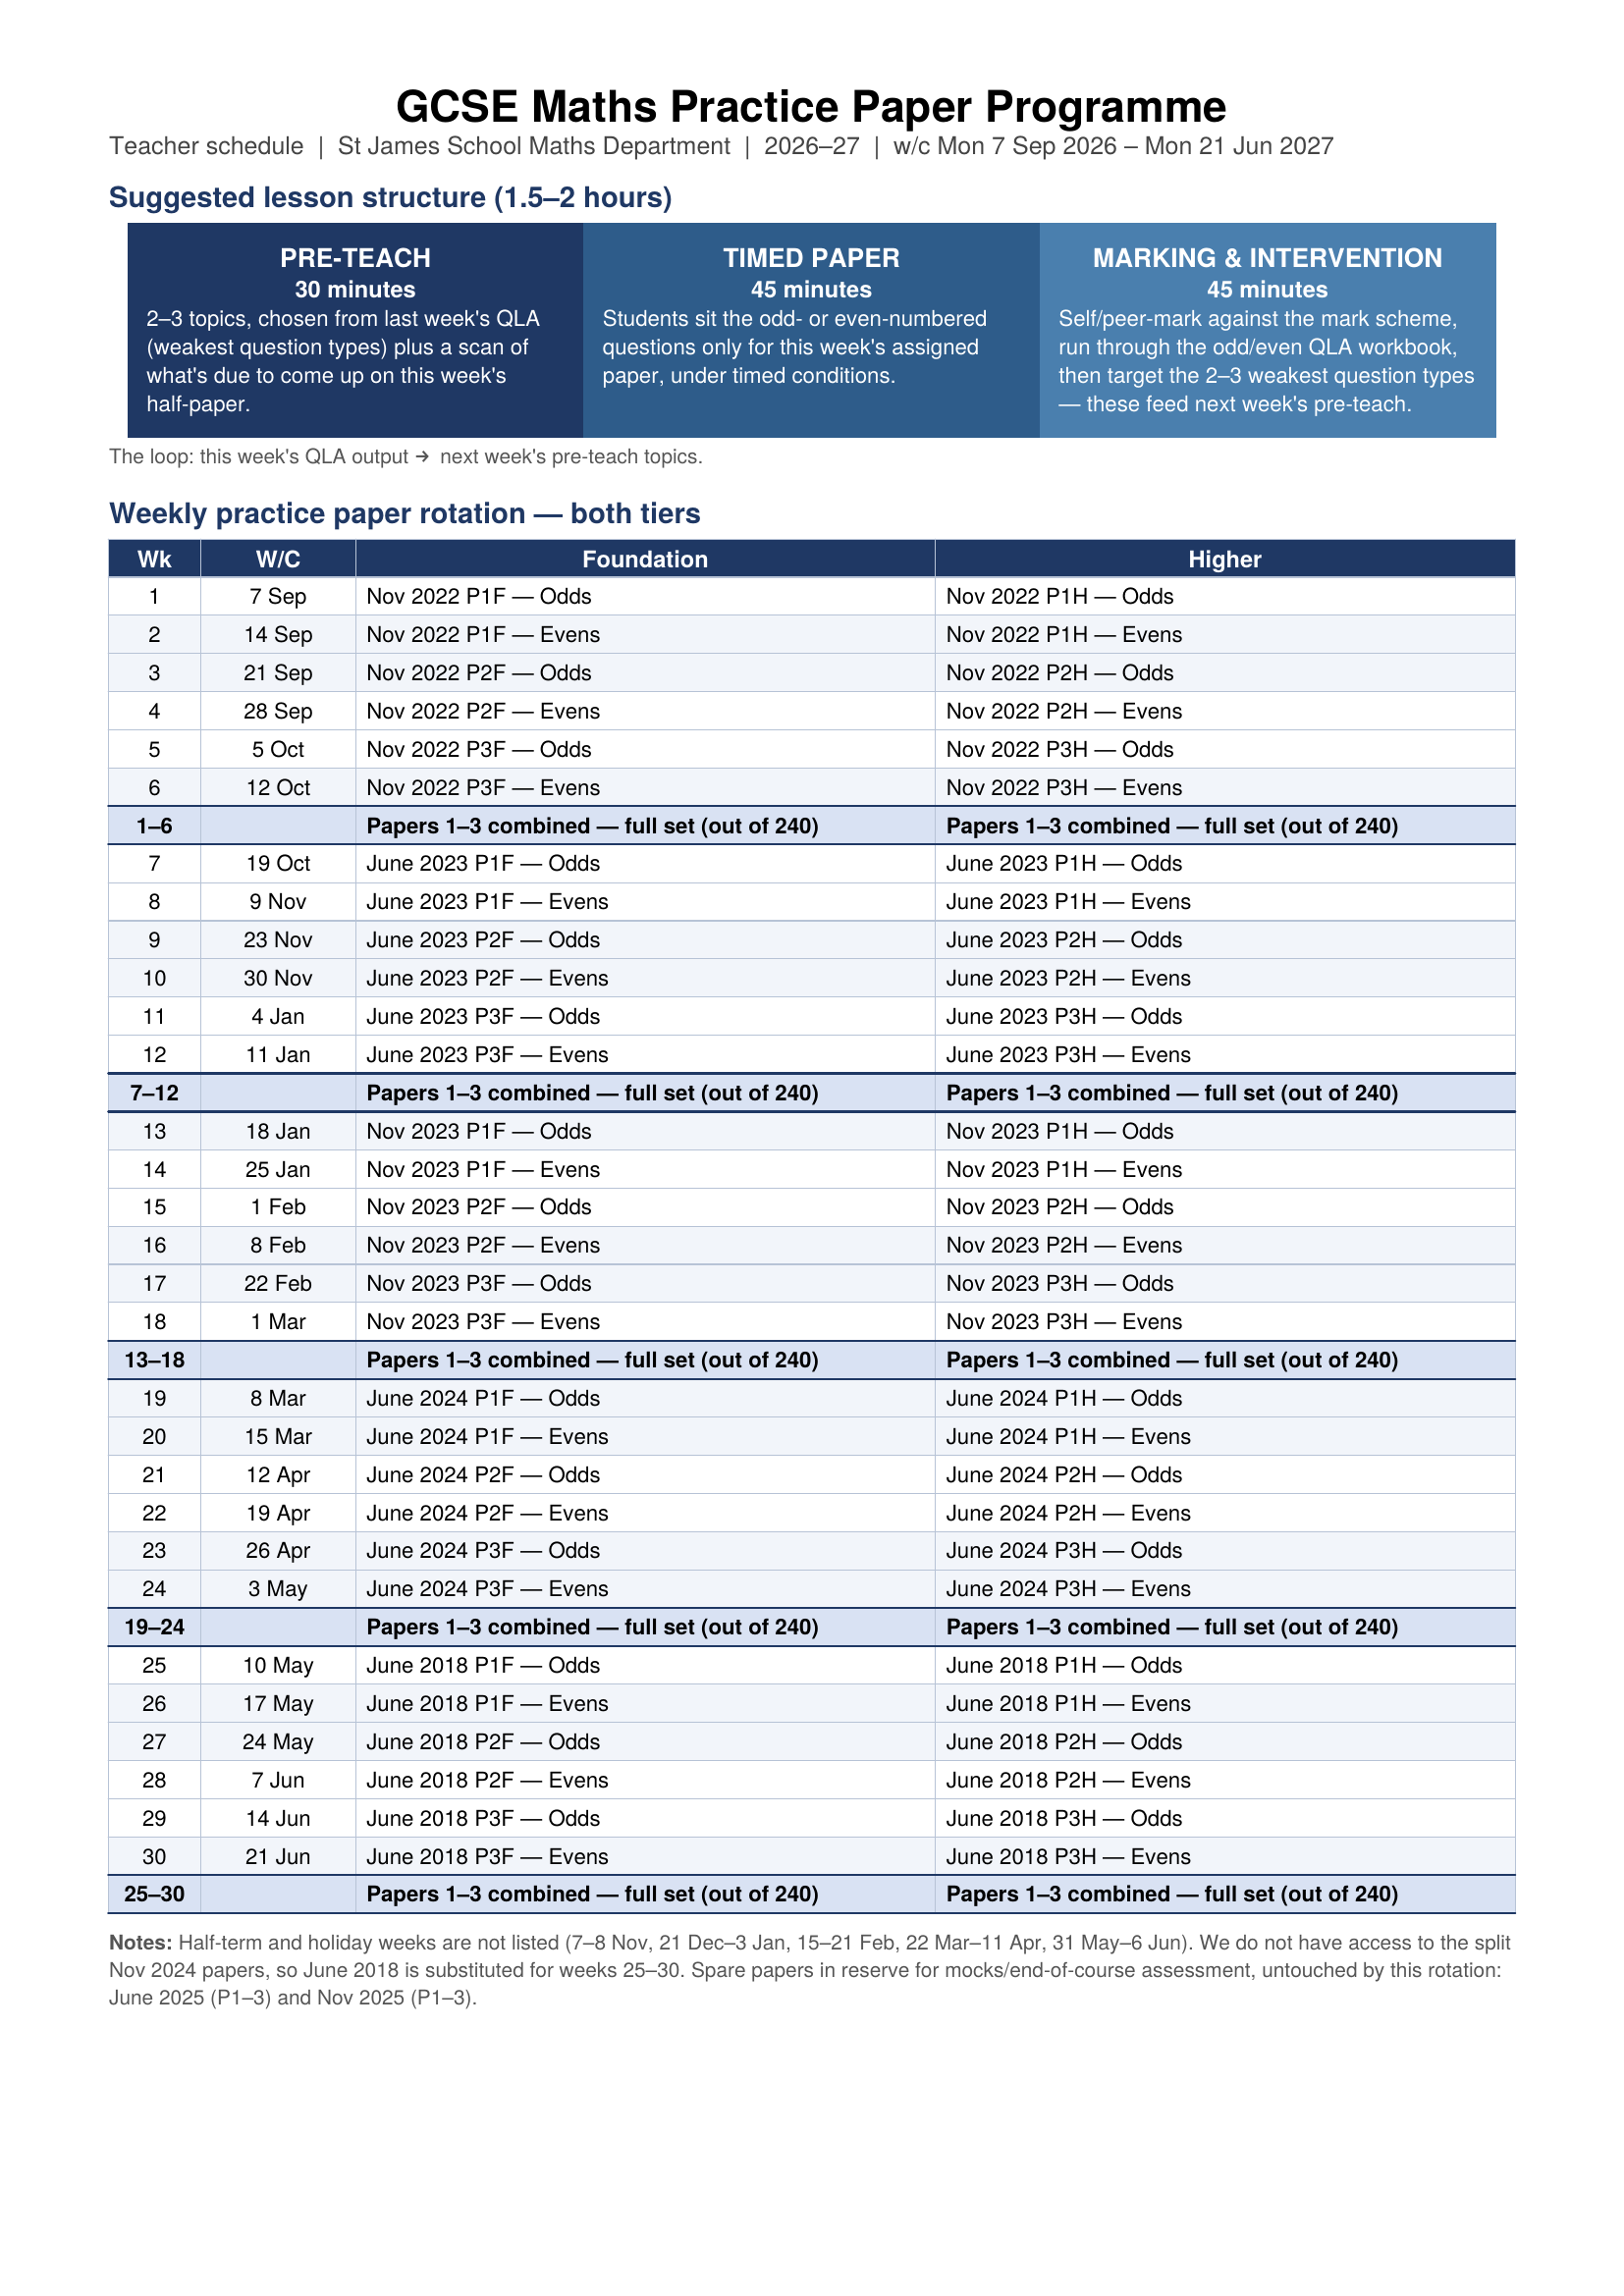 GCSE Maths Practice Paper Programme
Teacher schedule | St James School Maths Department | 2026–27 | w/c Mon 7 Sep 2026 – Mon 21 Jun 2027
Suggested lesson structure (1.5–2 hours)
PRE-TEACH
30 minutes
2–3 topics, chosen from last week's QLA
(weakest question types) plus a scan of
what's due to come up on this week's
half-paper.
TIMED PAPER
45 minutes
Students sit the odd- or even-numbered
questions only for this week's assigned
paper, under timed conditions.
MARKING & INTERVENTION
45 minutes
Self/peer-mark against the mark scheme,
run through the odd/even QLA workbook,
then target the 2–3 weakest question types
— these feed next week's pre-teach.
The loop: this week's QLA output → next week's pre-teach topics.
Weekly practice paper rotation — both tiers
Wk W/C Foundation Higher
1 7 Sep Nov 2022 P1F — Odds Nov 2022 P1H — Odds
2 14 Sep Nov 2022 P1F — Evens Nov 2022 P1H — Evens
3 21 Sep Nov 2022 P2F — Odds Nov 2022 P2H — Odds
4 28 Sep Nov 2022 P2F — Evens Nov 2022 P2H — Evens
5 5 Oct Nov 2022 P3F — Odds Nov 2022 P3H — Odds
6 12 Oct Nov 2022 P3F — Evens Nov 2022 P3H — Evens
1–6 Papers 1–3 combined — full set (out of 240) Papers 1–3 combined — full set (out of 240)
7 19 Oct June 2023 P1F — Odds June 2023 P1H — Odds
8 9 Nov June 2023 P1F — Evens June 2023 P1H — Evens
9 23 Nov June 2023 P2F — Odds June 2023 P2H — Odds
10 30 Nov June 2023 P2F — Evens June 2023 P2H — Evens
11 4 Jan June 2023 P3F — Odds June 2023 P3H — Odds
12 11 Jan June 2023 P3F — Evens June 2023 P3H — Evens
7–12 Papers 1–3 combined — full set (out of 240) Papers 1–3 combined — full set (out of 240)
13 18 Jan Nov 2023 P1F — Odds Nov 2023 P1H — Odds
14 25 Jan Nov 2023 P1F — Evens Nov 2023 P1H — Evens
15 1 Feb Nov 2023 P2F — Odds Nov 2023 P2H — Odds
16 8 Feb Nov 2023 P2F — Evens Nov 2023 P2H — Evens
17 22 Feb Nov 2023 P3F — Odds Nov 2023 P3H — Odds
18 1 Mar Nov 2023 P3F — Evens Nov 2023 P3H — Evens
13–18 Papers 1–3 combined — full set (out of 240) Papers 1–3 combined — full set (out of 240)
19 8 Mar June 2024 P1F — Odds June 2024 P1H — Odds
20 15 Mar June 2024 P1F — Evens June 2024 P1H — Evens
21 12 Apr June 2024 P2F — Odds June 2024 P2H — Odds
22 19 Apr June 2024 P2F — Evens June 2024 P2H — Evens
23 26 Apr June 2024 P3F — Odds June 2024 P3H — Odds
24 3 May June 2024 P3F — Evens June 2024 P3H — Evens
19–24 Papers 1–3 combined — full set (out of 240) Papers 1–3 combined — full set (out of 240)
25 10 May June 2018 P1F — Odds June 2018 P1H — Odds
26 17 May June 2018 P1F — Evens June 2018 P1H — Evens
27 24 May June 2018 P2F — Odds June 2018 P2H — Odds
28 7 Jun June 2018 P2F — Evens June 2018 P2H — Evens
29 14 Jun June 2018 P3F — Odds June 2018 P3H — Odds
30 21 Jun June 2018 P3F — Evens June 2018 P3H — Evens
25–30 Papers 1–3 combined — full set (out of 240) Papers 1–3 combined — full set (out of 240)
Notes: Half-term and holiday weeks are not listed (7–8 Nov, 21 Dec–3 Jan, 15–21 Feb, 22 Mar–11 Apr, 31 May–6 Jun). We do not have access to the split
Nov 2024 papers, so June 2018 is substituted for weeks 25–30. Spare papers in reserve for mocks/end-of-course assessment, untouched by this rotation:
June 2025 (P1–3) and Nov 2025 (P1–3).